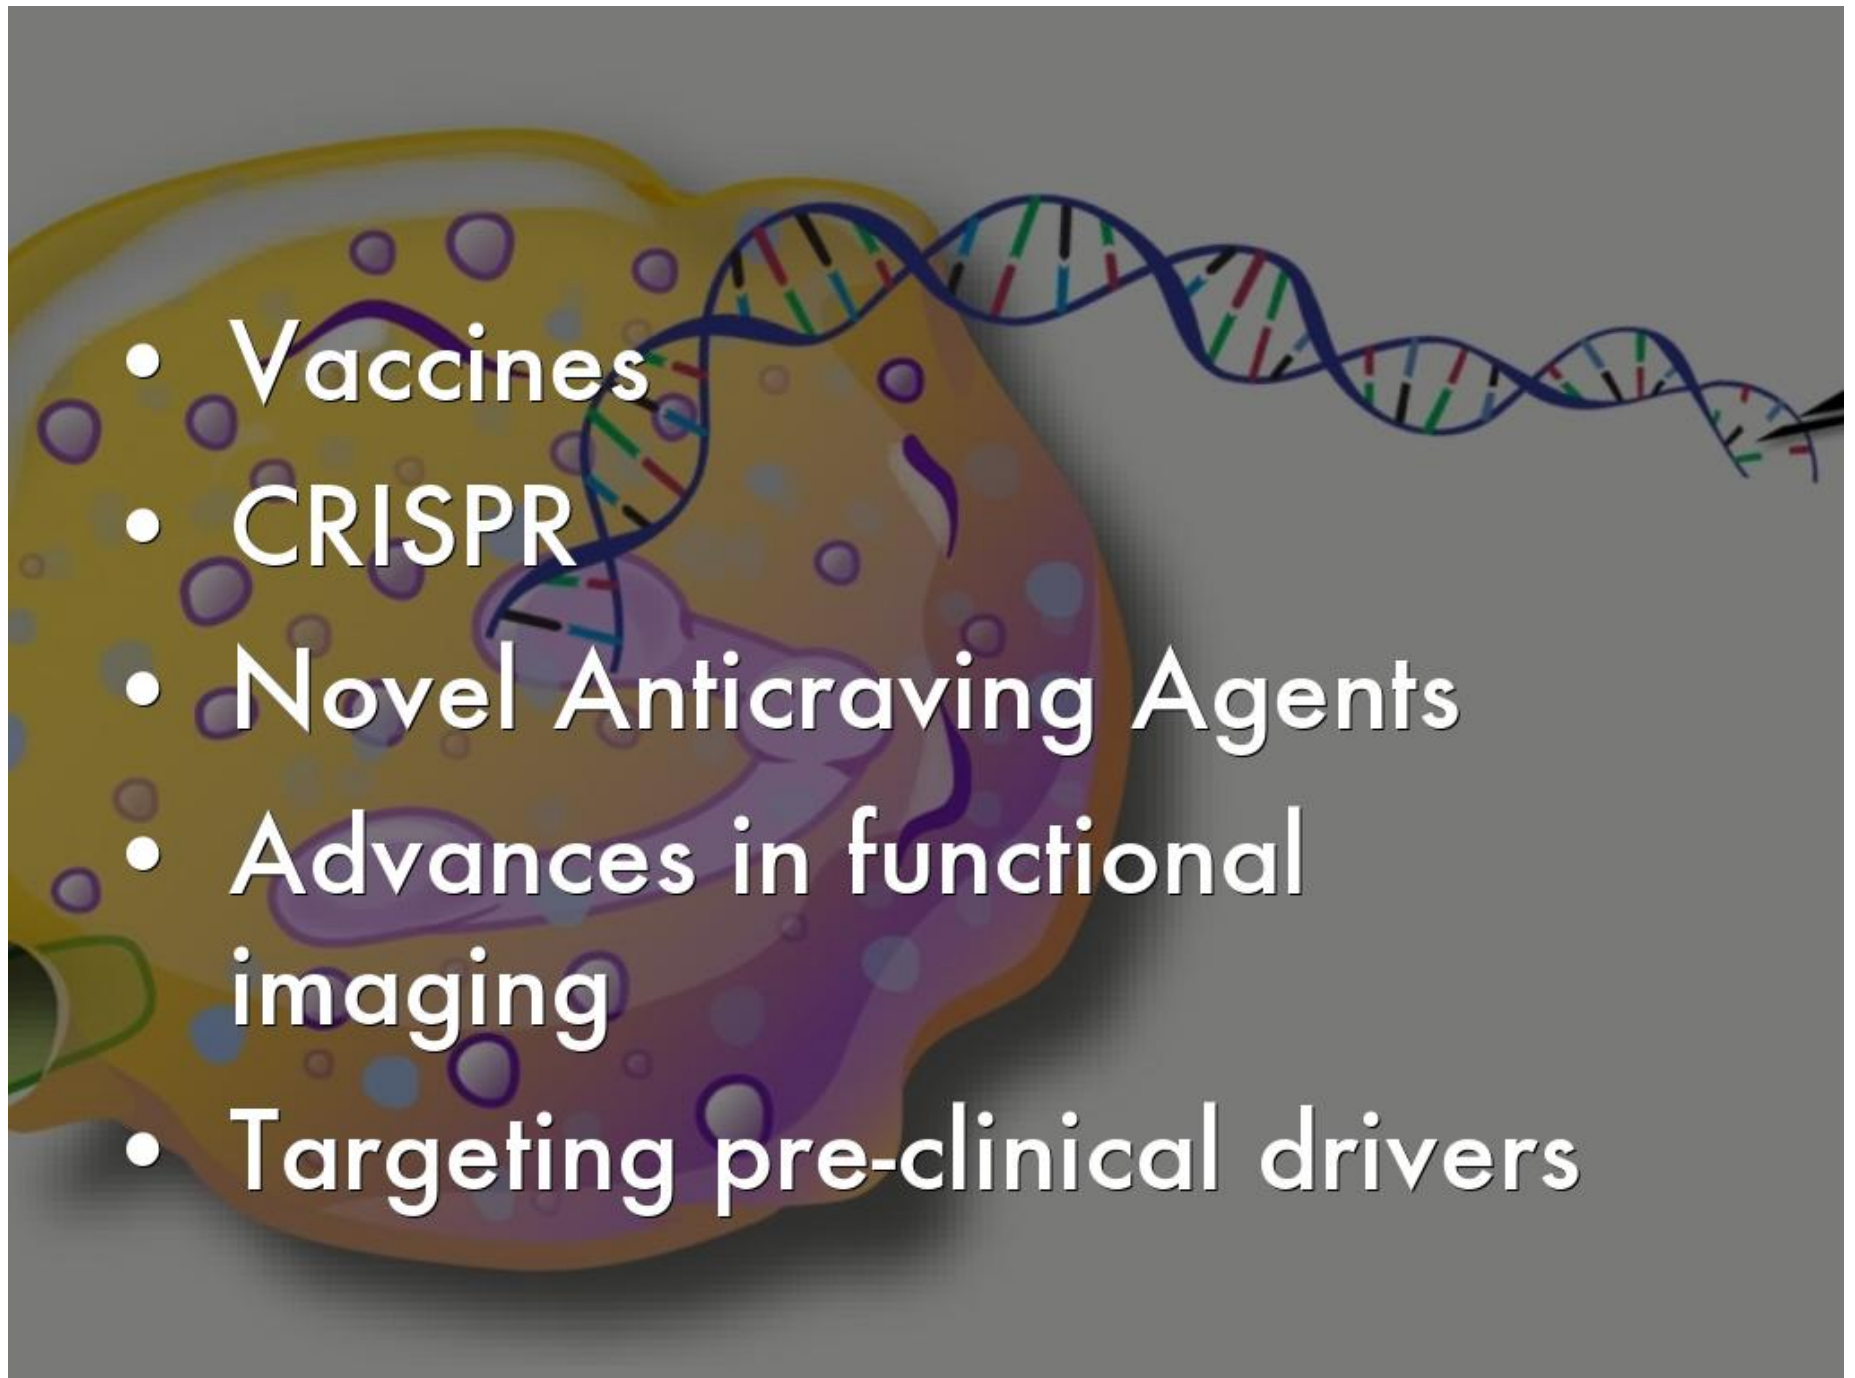 • Vaccines
• CRISPR
• Novel Anticraving Agents
• Advances in functional
imaging
• Targeting pre-clinical drivers